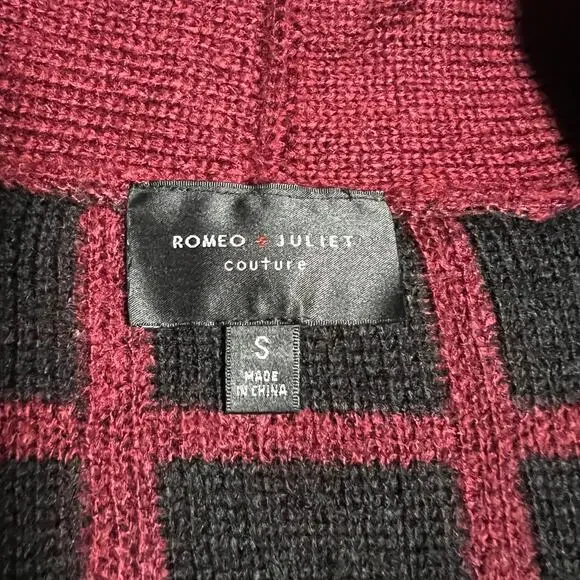 ROMEO + JULIET
couture
S
MADE
IN CHINA